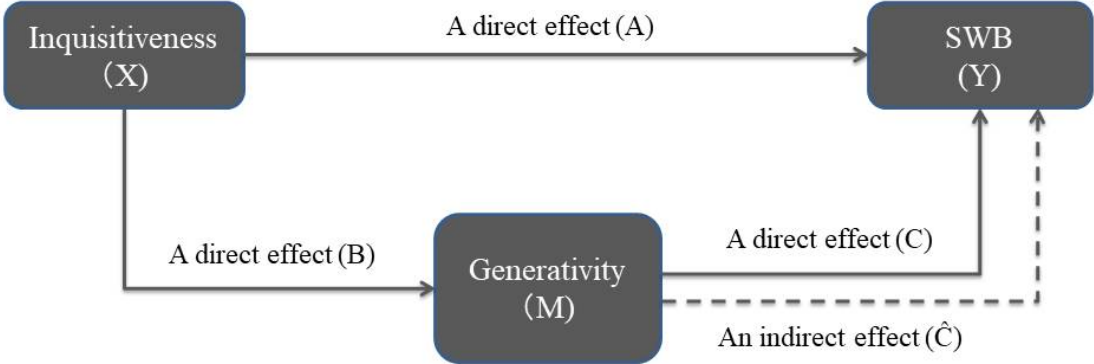 Inquisitiveness
（X)
A direct effect (A)
SWB
(Y)
A direct effect (B)
Generativity
（M)
A direct effect (C)
An indirect effect (Ĉ)